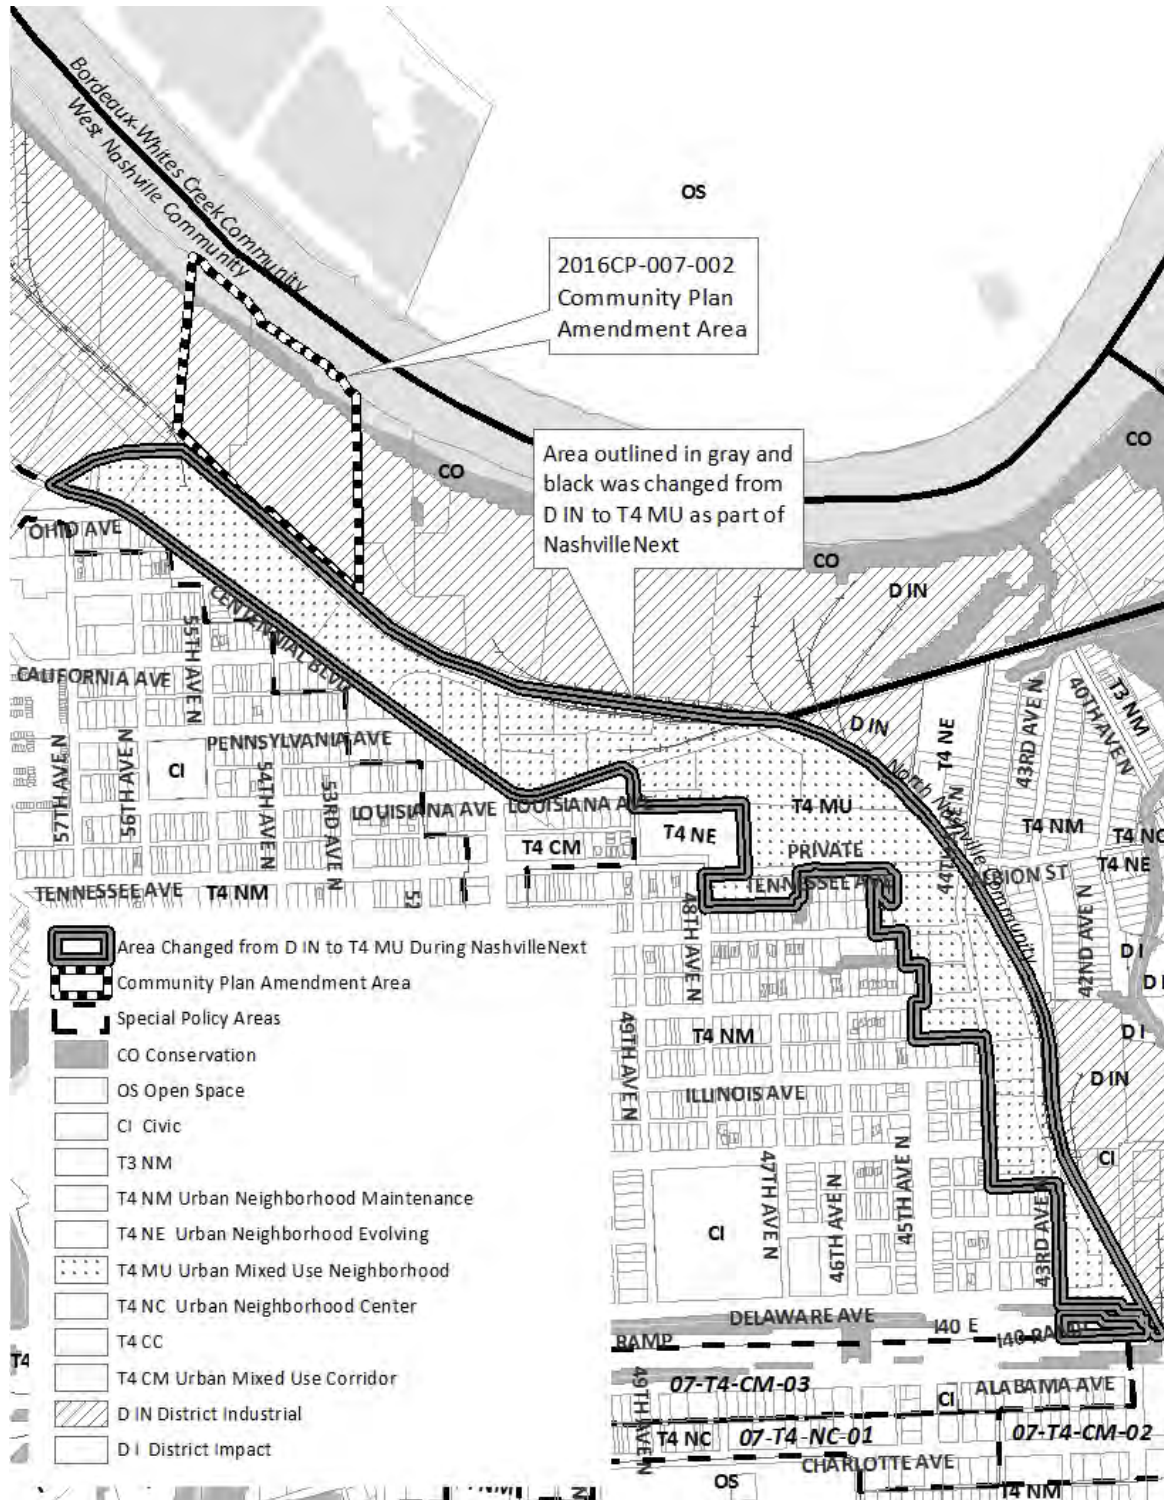 Bordeaux-Whites Creek Community
West Nashville Community
OS
2016CP-007-002
Community Plan
Amendment Area
CO
CO
Area outlined in gray and
black was changed from
D IN to T4 MU as part of
NashvilleNext
CO
D IN
OHIO AVE
CENTENNIAL BLVD
55TH AVE N
CALIFORNIA AVE
T3 NM
40TH AVE N
43RD AVE N
D IN
T4 NE
57TH AVE N
56TH AVE N
PENNSYLVANIA AVE
CI
54TH AVE N
53RD AVE N
North Nashville Community
LOUISIANA AVE
LOUISIANA AVE
T4 MU
T4 NM
T4 NC
T4 NE
T4 CM
PRIVATE
44TH AVE N
T4 NE
ALBION ST
TENNESSEE AVE
T4 NM
52
TENNESSEE AVE
48TH AVE N
42ND AVE N
D I
D I
Area Changed from D IN to T4 MU During NashvilleNext
Community Plan Amendment Area
Special Policy Areas
CO Conservation
OS Open Space
CI Civic
T3 NM
T4 NM Urban Neighborhood Maintenance
T4 NE Urban Neighborhood Evolving
T4 MU Urban Mixed Use Neighborhood
T4 NC Urban Neighborhood Center
T4 CC
T4 CM Urban Mixed Use Corridor
D IN District Industrial
D I District Impact
49TH AVE N
T4 NM
D I
D IN
ILLINOIS AVE
CI
47TH AVE N
46TH AVE N
45TH AVE N
CI
43RD AVE N
DELAWARE AVE
I40 E
I40 RAMP
RAMP
T4
49TH AVE N
07-T4-CM-03
CI
ALABAMA AVE
T4 NC
07-T4-NC-01
07-T4-CM-02
CHARLOTTE AVE
OS
T4 NM